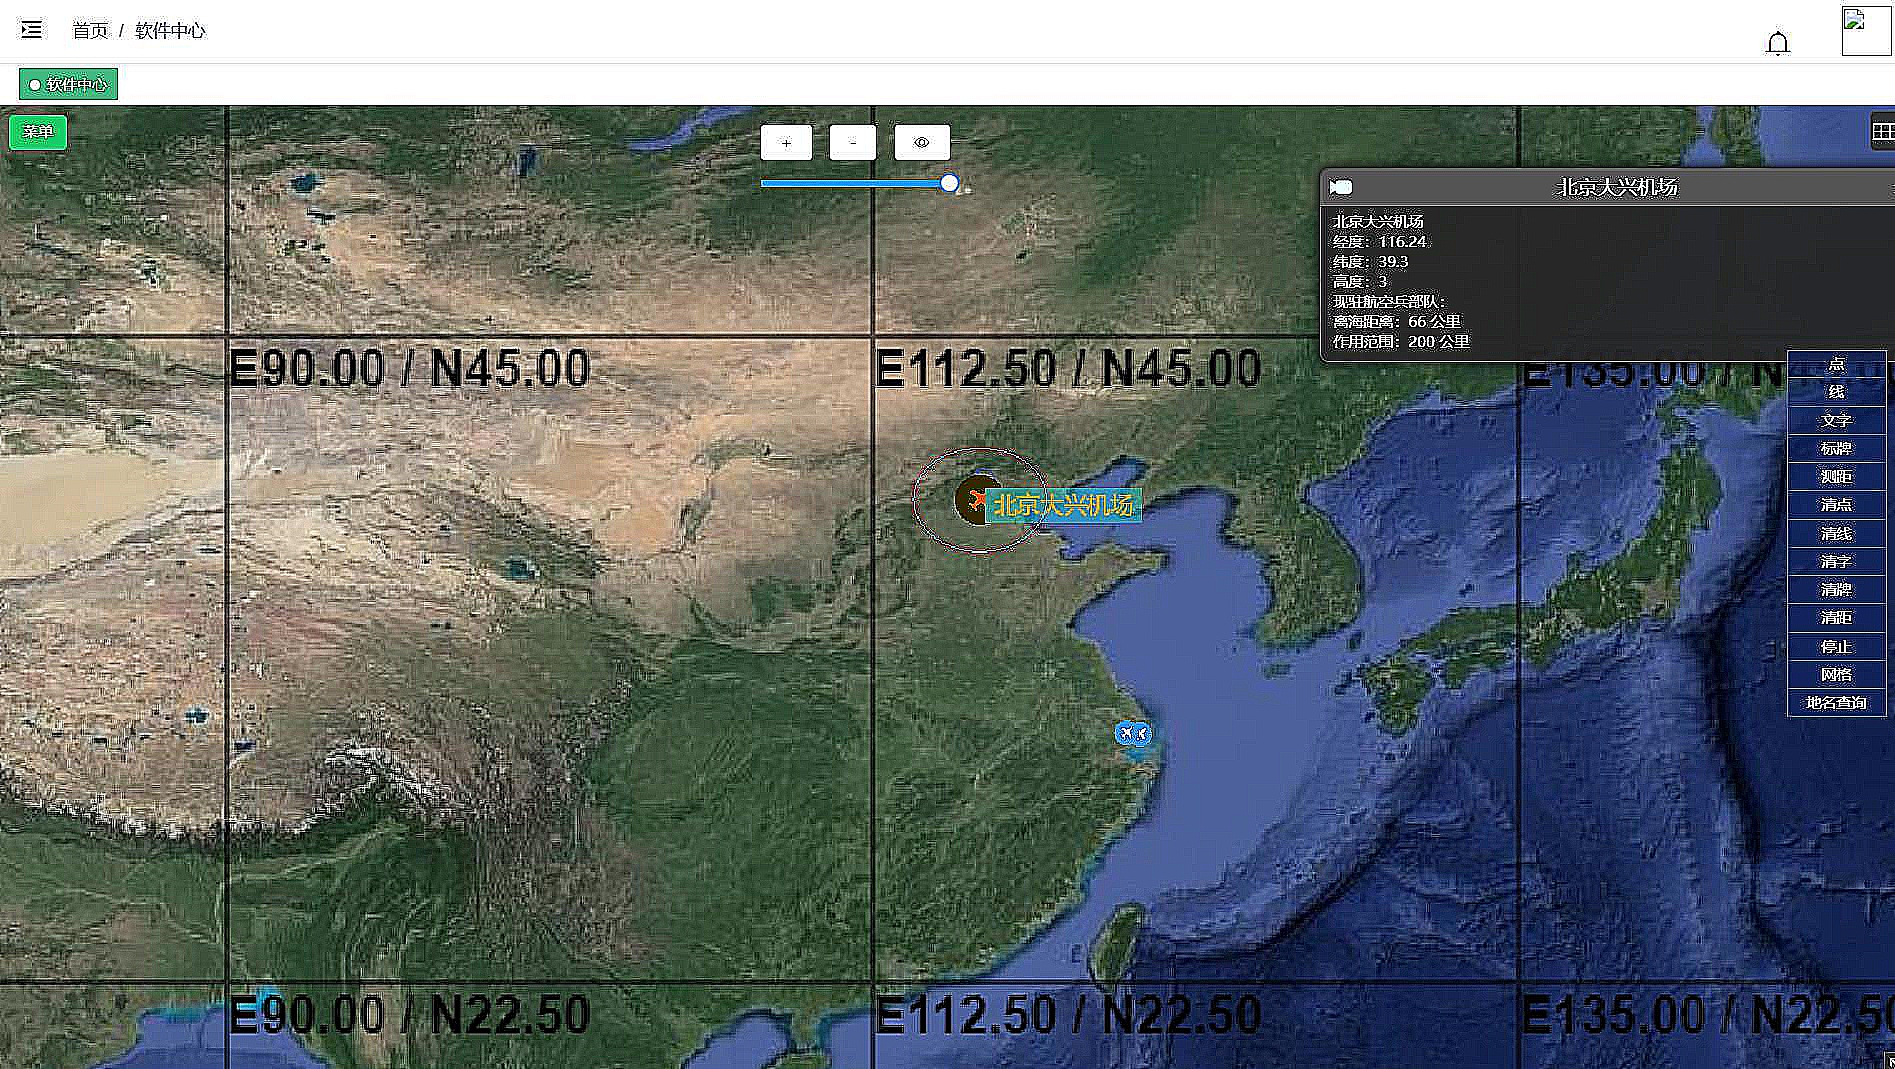 首页 / 软件中心
软件中心
菜单
+
-
北京大兴机场
北京大兴机场
经度：116.24
纬度：39.3
高度：3
现驻航空兵部队：
离海距离：66 公里
作用范围：200 公里
E90.00 / N45.00
E112.50 / N45.00
E135.00 / N
点
线
文字
标牌
测距
清点
清线
清字
清牌
清距
停止
网格
地名查询
北京大兴机场
E90.00 / N22.50
E112.50 / N22.50
E135.00 / N22.50